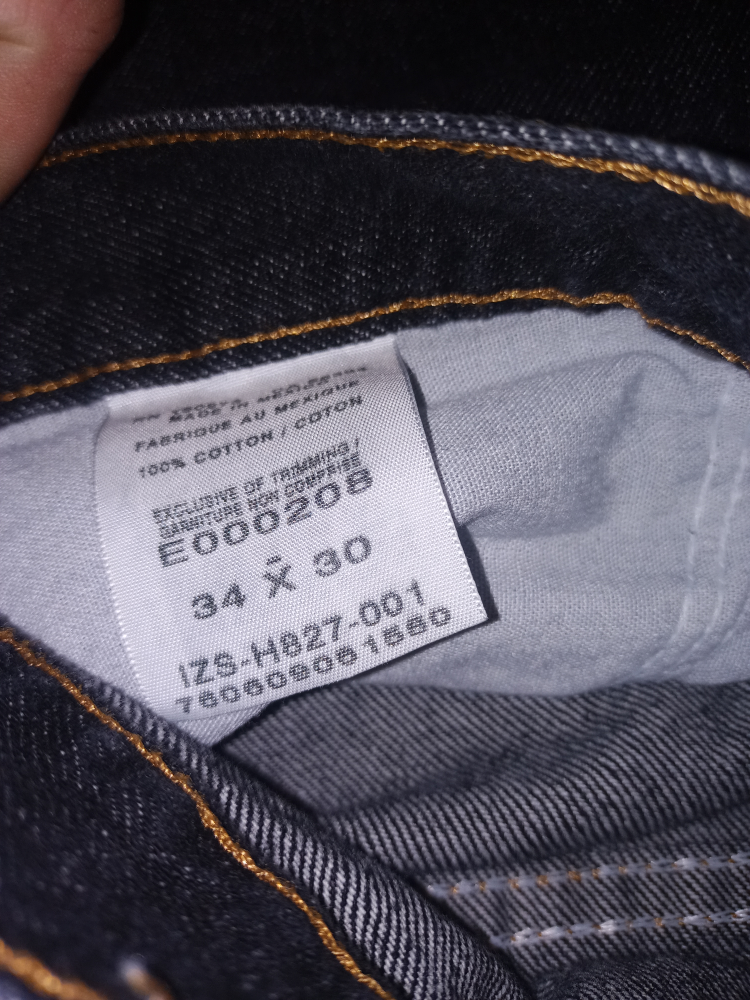 MADE IN MEXICO
FABRIQUE AU MEXIQUE
100% COTTON / COTON
EXCLUSIVE OF TRIMMING /
GARNITURE NON COMPRISE
E000208
34 X 30
IZS-H827-001